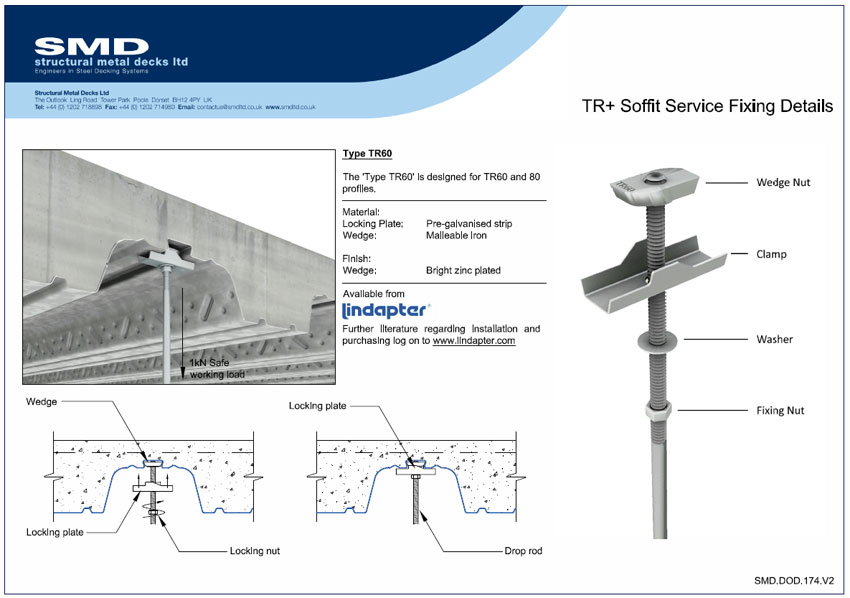 SMD
structural metal decks ltd
Engineers in Steel Decking Systems
Structural Metal Decks Ltd
The Outlook Ling Road Tower Park Poole Dorset BH12 4PY UK
Tel: +44 (0) 1202 718898 Fax: +44 (0) 1202 714980 Email: contactus@smdltd.co.uk www.smdltd.co.uk
TR+ Soffit Service Fixing Details
Type TR60
The 'Type TR60' is designed for TR60 and 80
profiles.
Material:
Locking Plate; Pre-galvanised strip
Wedge: Malleable Iron
Finish:
Wedge: Bright zinc plated
Available from
Lindapter®
Further literature regarding installation and
purchasing log on to www.lindapter.com
1kN Safe
working load
TR60
Wedge Nut
Clamp
Washer
Fixing Nut
Wedge
Locking plate
Locking nut
Locking plate
Drop rod
SMD.DOD.174.V2